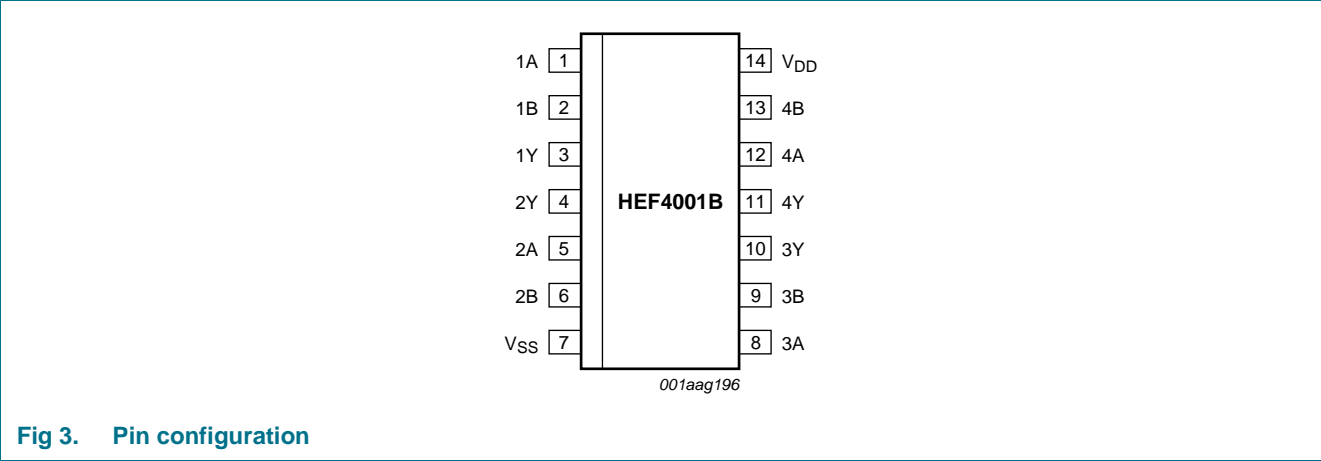 1A 1 14 VDD
1B 2 13 4B
1Y 3 12 4A
2Y 4 HEF4001B 11 4Y
2A 5 10 3Y
2B 6 9 3B
VSS 7 8 3A
001aag196
Fig 3. Pin configuration